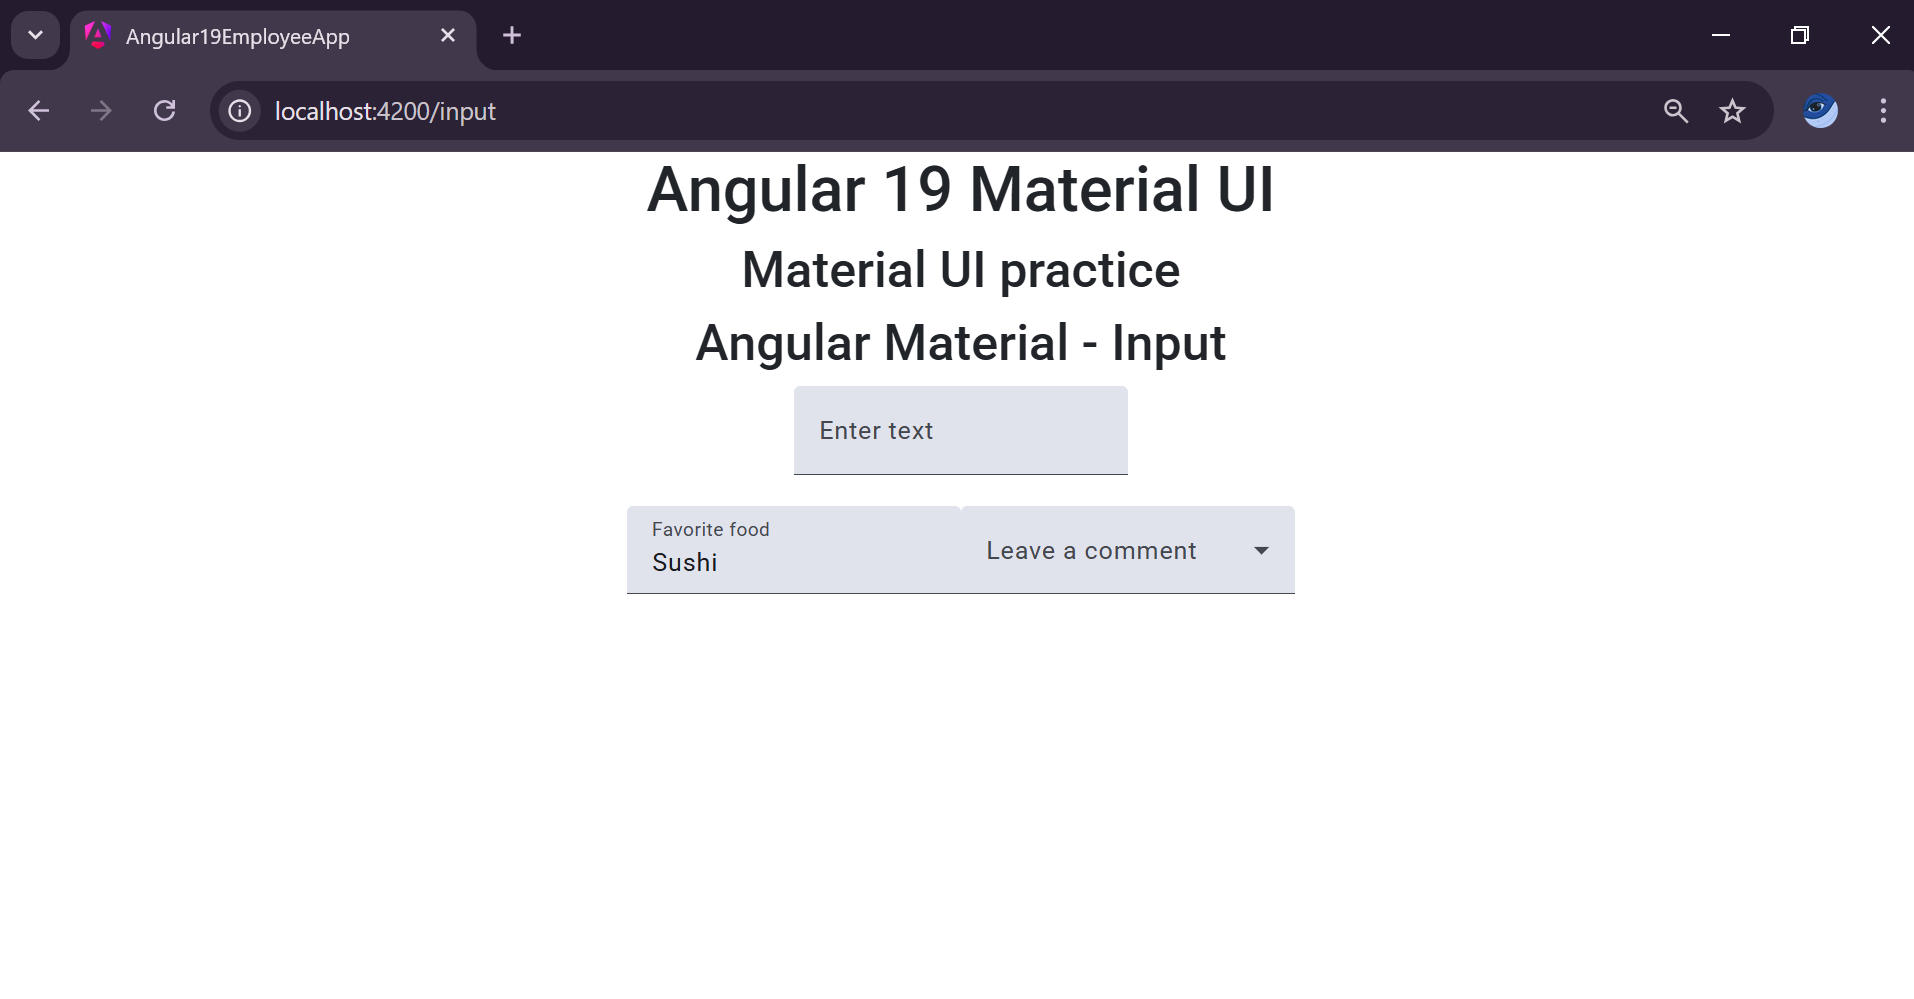 Angular19EmployeeApp
localhost:4200/input
Angular 19 Material UI
Material UI practice
Angular Material - Input
Enter text
Favorite food
Sushi
Leave a comment